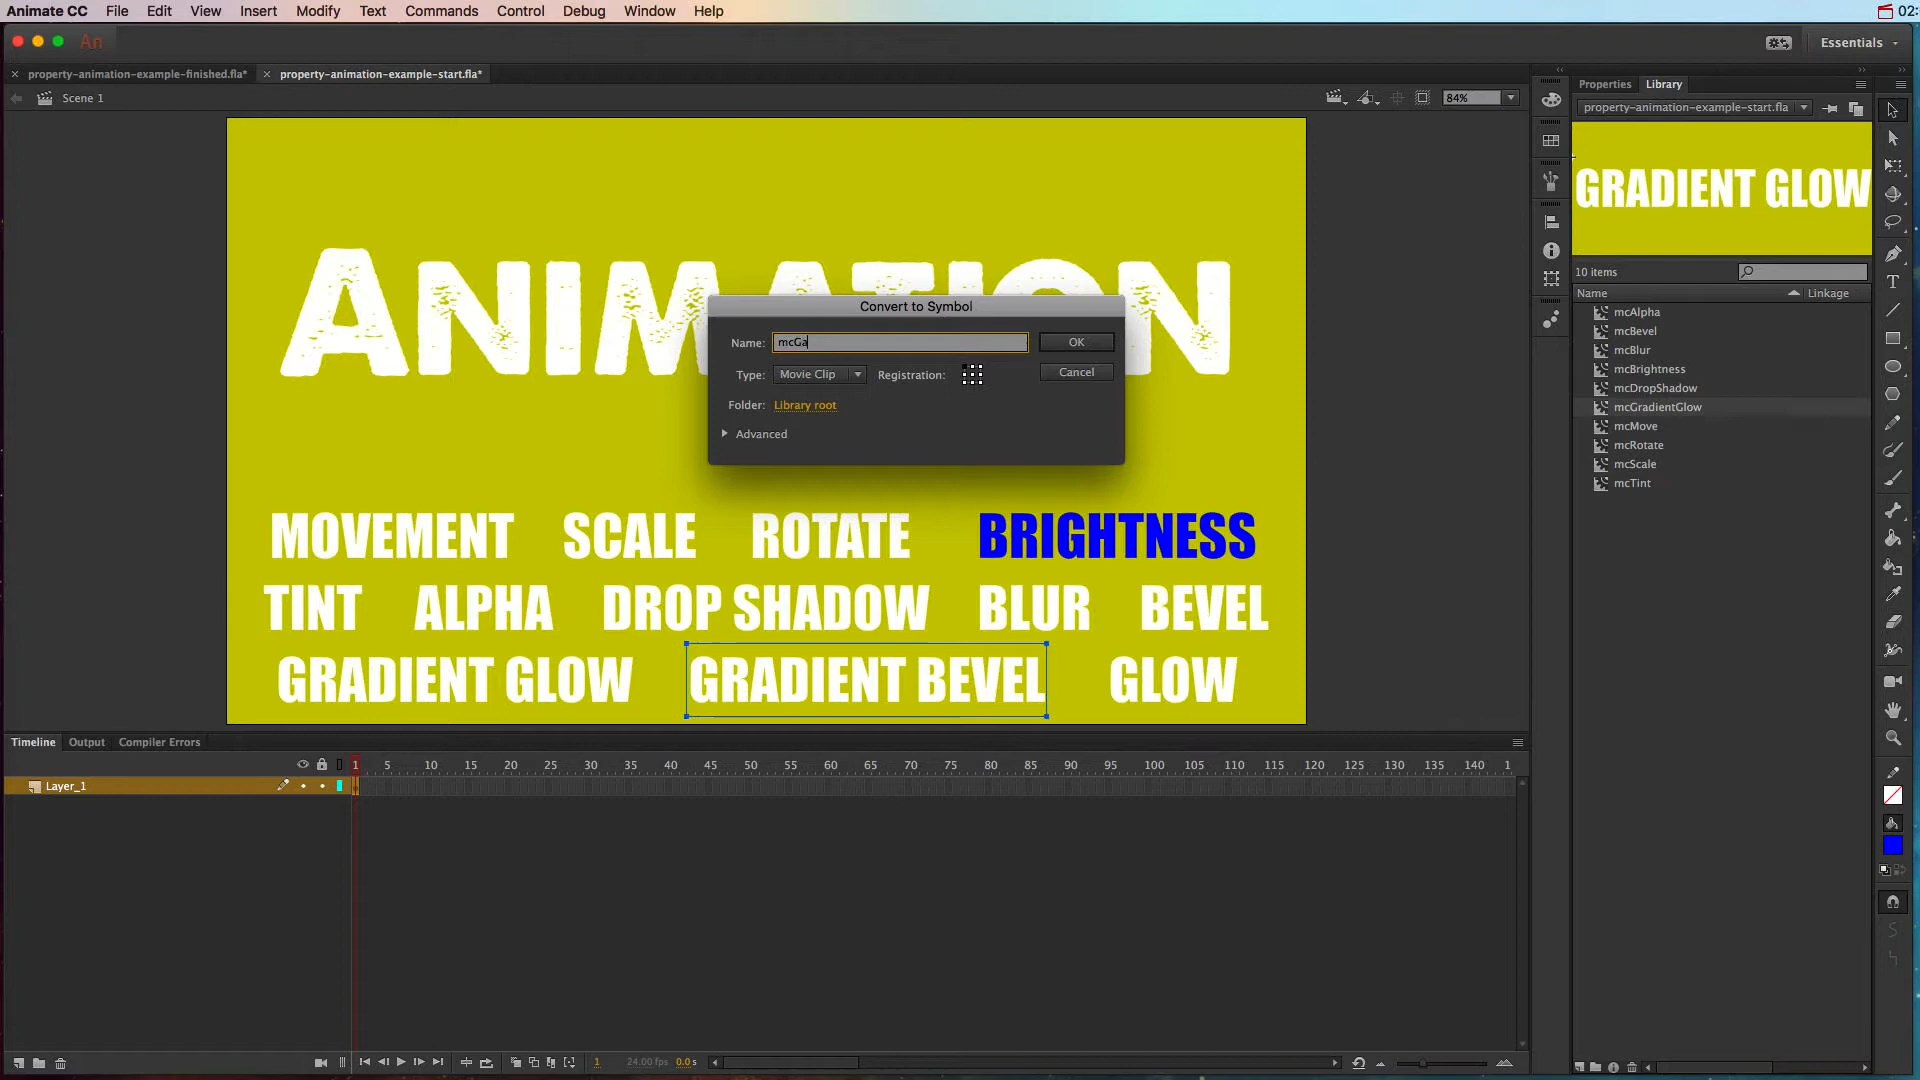 Animate CC File Edit View Insert Modify Text Commands Control Debug Window Help 02:
An Essentials
property-animation-example-finished.fla* property-animation-example-start.fla*
Properties Library
Scene 1 84%
property-animation-example-start.fla
GRADIENT GLOW
ANIMATION
10 items
Name Linkage
mcAlpha
mcBevel
mcBlur
mcBrightness
mcDropShadow
mcGradientGlow
mcMove
mcRotate
mcScale
mcTint
Convert to Symbol
Name: mcGa OK
Type: Movie Clip Registration: Cancel
Folder: Library root
Advanced
MOVEMENT SCALE ROTATE BRIGHTNESS
TINT ALPHA DROP SHADOW BLUR BEVEL
GRADIENT GLOW GRADIENT BEVEL GLOW
Timeline Output Compiler Errors
1 5 10 15 20 25 30 35 40 45 50 55 60 65 70 75 80 85 90 95 100 105 110 115 120 125 130 135 140 1
Layer_1
1 24.00 fps 0.0 s